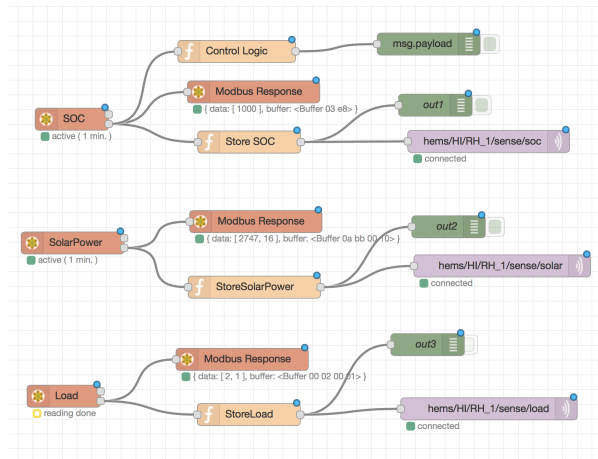 Control Logic
msg.payload
Modbus Response
{ data: [ 1000 ], buffer: <Buffer 03 e8> }
out1
SOC
active ( 1 min. )
Store SOC
hems/HI/RH_1/sense/soc
connected
Modbus Response
{ data: [ 2747, 16 ], buffer: <Buffer 0a bb 00 10> }
out2
SolarPower
active ( 1 min. )
hems/HI/RH_1/sense/solar
connected
StoreSolarPower
out3
Modbus Response
{ data: [ 2, 1 ], buffer: <Buffer 00 02 00 01> }
Load
reading done
StoreLoad
hems/HI/RH_1/sense/load
connected